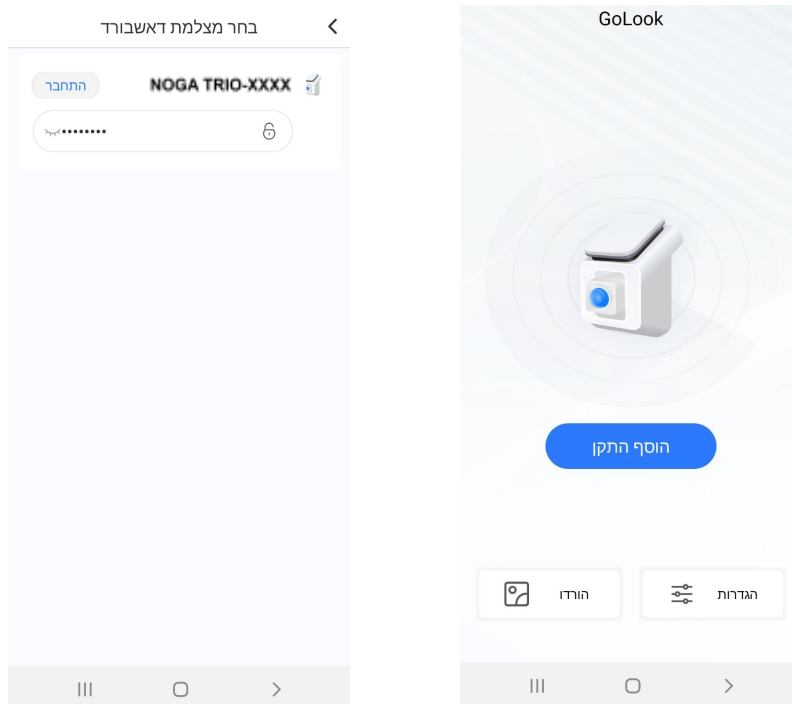 בחר מצלמת דאשבורד
NOGA TRIO-XXXX
התחבר
••••••••
GoLook
הוסף התקן
הגדרות
הורדו